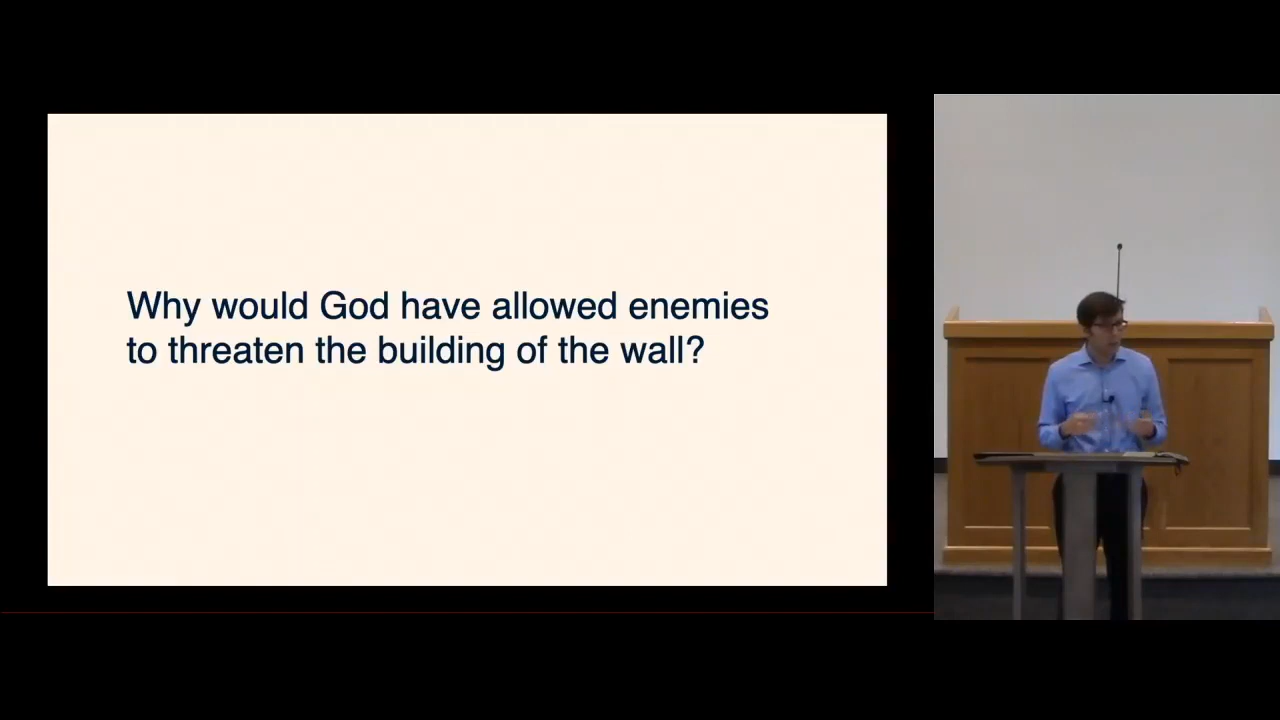 Why would God have allowed enemies
to threaten the building of the wall?